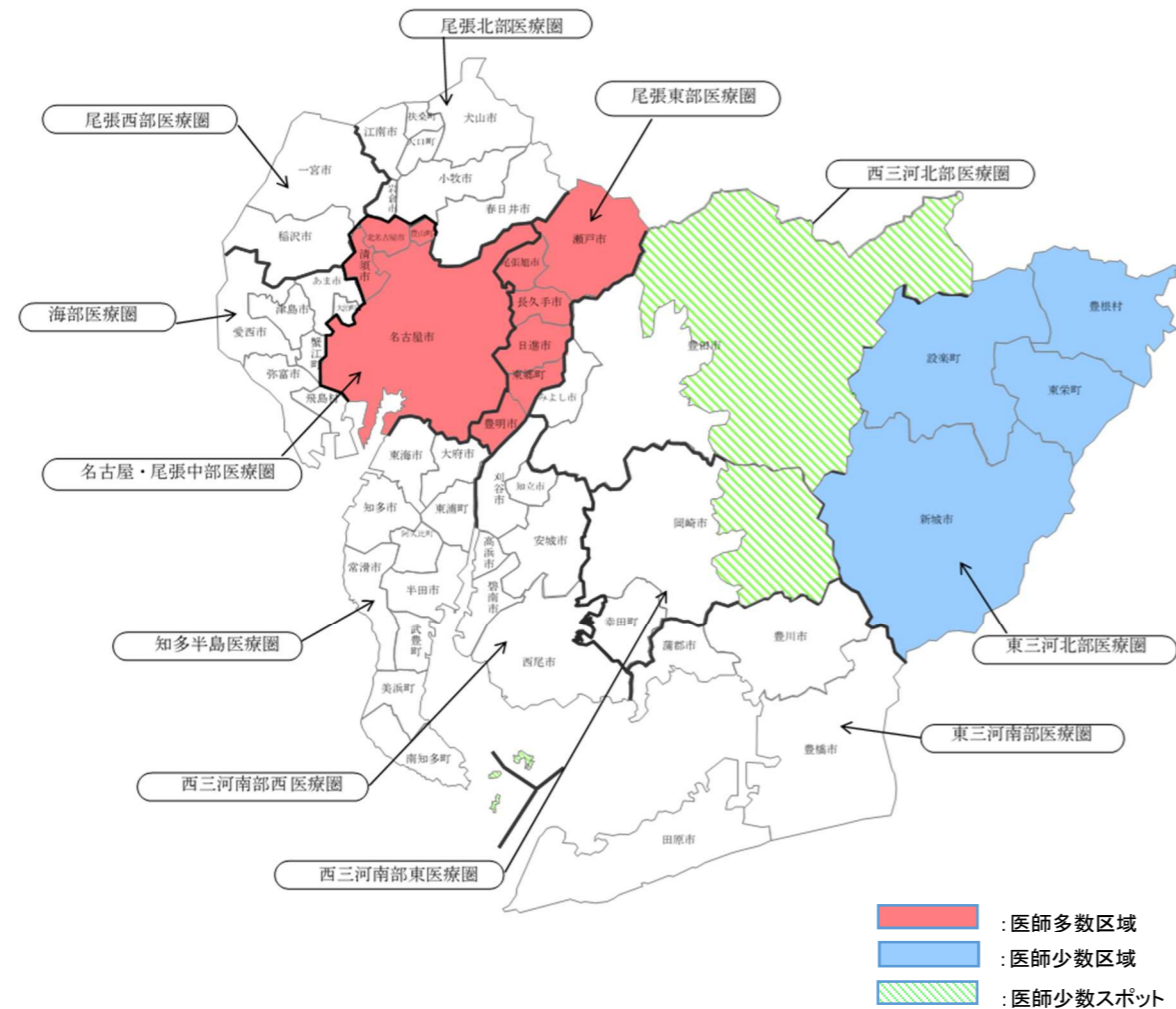 尾張北部医療圏
尾張東部医療圏
尾張西部医療圏
西三河北部医療圏
海部医療圏
名古屋・尾張中部医療圏
知多半島医療圏
東三河北部医療圏
東三河南部医療圏
西三河南部西医療圏
西三河南部東医療圏
扶桑町
犬山市
江南市
大口町
一宮市
小牧市
岩倉市
春日井市
稲沢市
北名古屋市
豊山町
瀬戸市
清須市
尾張旭市
あま市
長久手市
津島市
大治町
豊根村
愛西市
名古屋市
日進市
豊田市
設楽町
蟹江町
弥富市
東郷町
東栄町
飛島村
みよし市
豊明市
東海市
大府市
刈谷市
知立市
知多市
東浦町
岡崎市
新城市
阿久比町
高浜市
安城市
常滑市
半田市
碧南市
武豊町
幸田町
豊川市
蒲郡市
西尾市
美浜町
南知多町
豊橋市
田原市
：医師多数区域
：医師少数区域
：医師少数スポット